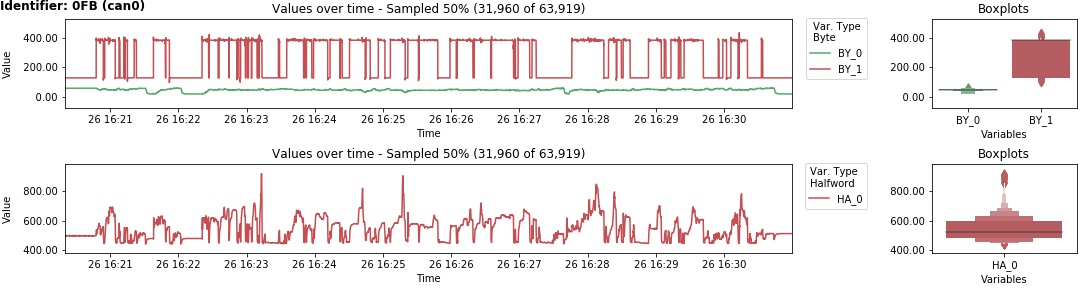 Identifier: 0FB (can0)
Values over time - Sampled 50% (31,960 of 63,919)
Value
400.00
200.00
0.00
26 16:21 26 16:22 26 16:23 26 16:24 26 16:25 26 16:26 26 16:27 26 16:28 26 16:29 26 16:30
Time
Var. Type
Byte
BY_0
BY_1
Boxplots
400.00
200.00
0.00
BY_0 BY_1
Variables
Values over time - Sampled 50% (31,960 of 63,919)
Value
800.00
600.00
400.00
26 16:21 26 16:22 26 16:23 26 16:24 26 16:25 26 16:26 26 16:27 26 16:28 26 16:29 26 16:30
Time
Var. Type
Halfword
HA_0
Boxplots
800.00
600.00
400.00
HA_0
Variables